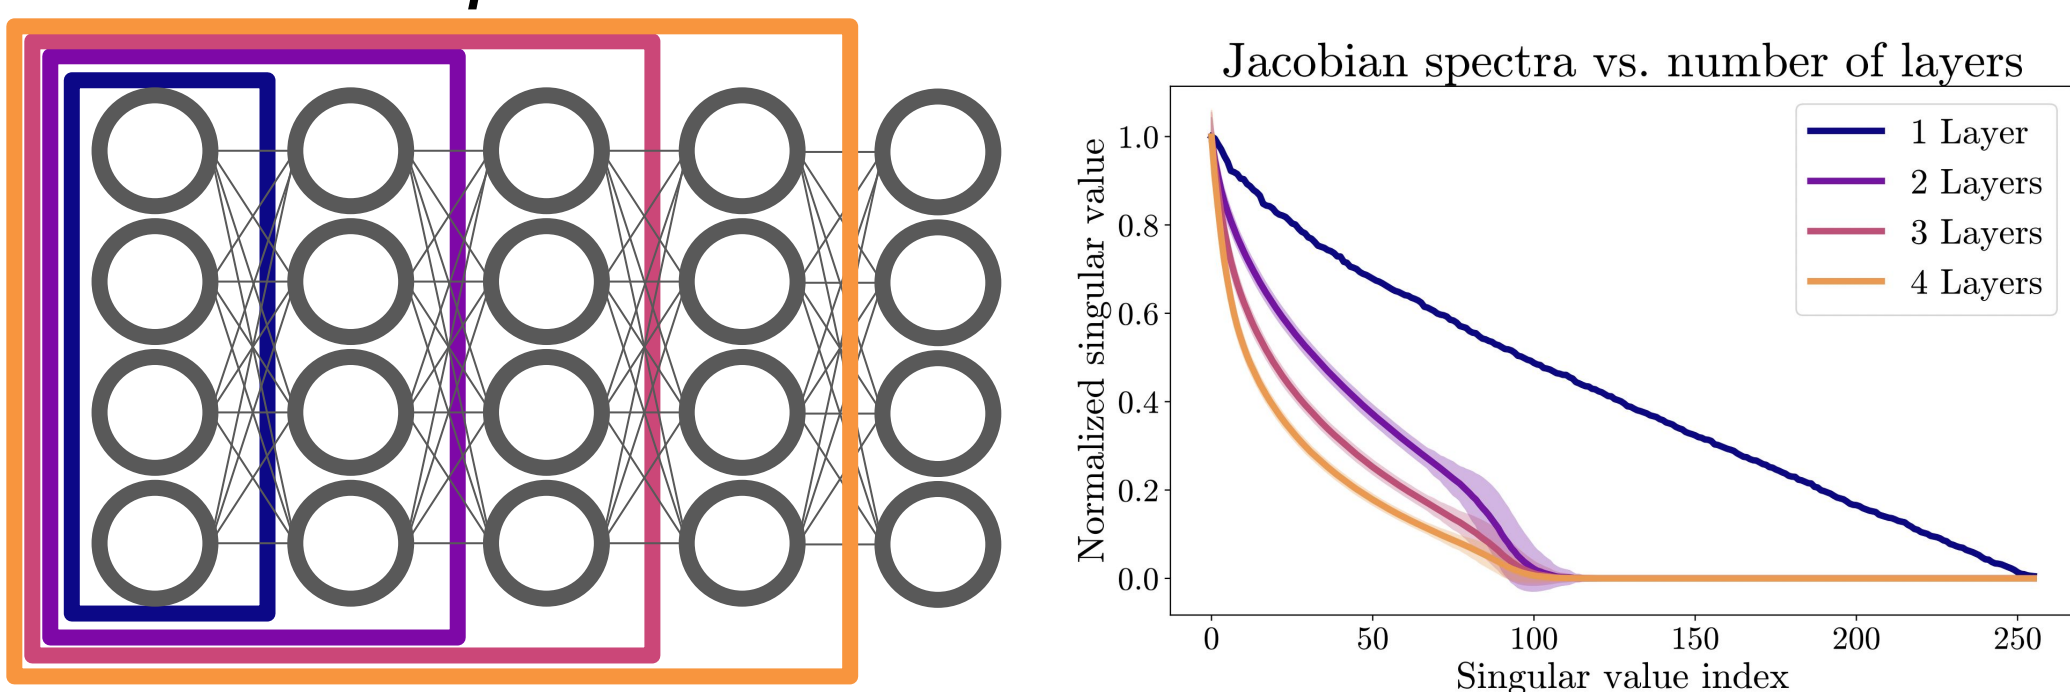 Jacobian spectra vs. number of layers
Normalized singular value
1.0
0.8
0.6
0.4
0.2
0.0
1 Layer
2 Layers
3 Layers
4 Layers
0 50 100 150 200 250
Singular value index